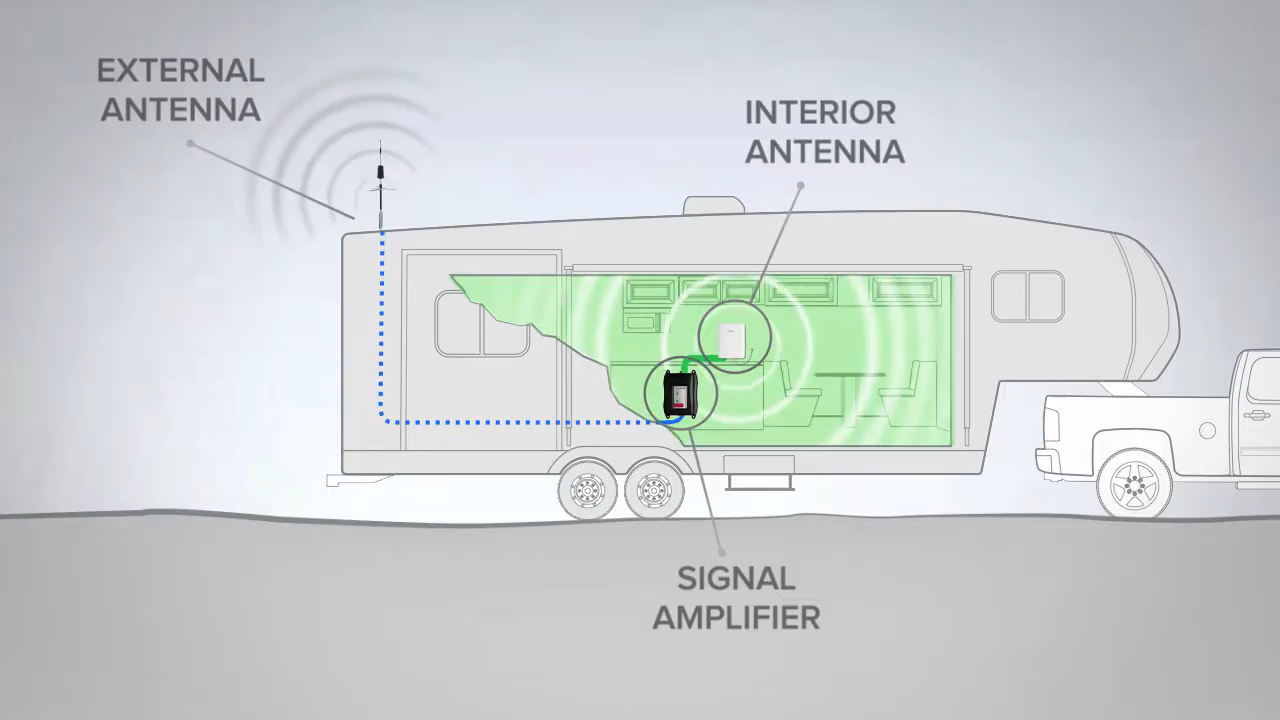 EXTERNAL
ANTENNA
INTERIOR
ANTENNA
SIGNAL
AMPLIFIER